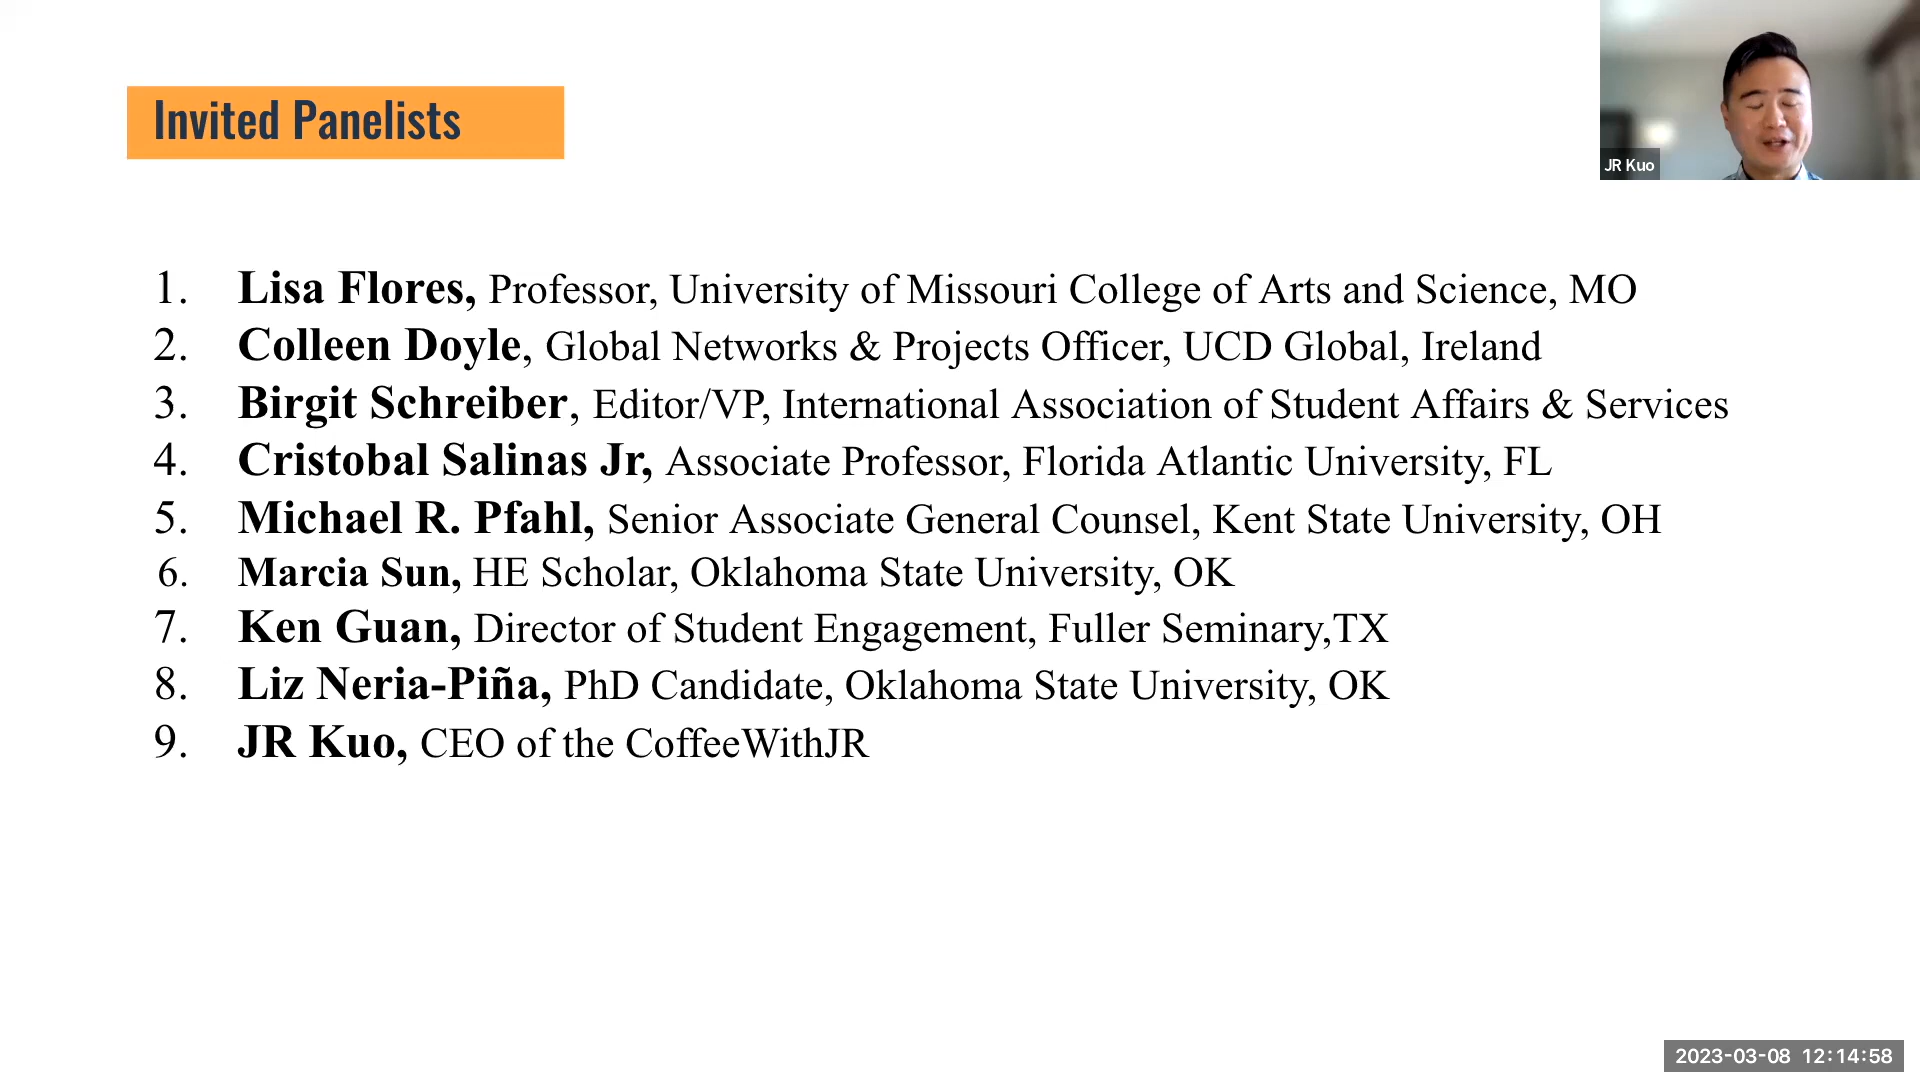 Invited Panelists
JR Kuo
1. Lisa Flores, Professor, University of Missouri College of Arts and Science, MO
2. Colleen Doyle, Global Networks & Projects Officer, UCD Global, Ireland
3. Birgit Schreiber, Editor/VP, International Association of Student Affairs & Services
4. Cristobal Salinas Jr, Associate Professor, Florida Atlantic University, FL
5. Michael R. Pfahl, Senior Associate General Counsel, Kent State University, OH
6. Marcia Sun, HE Scholar, Oklahoma State University, OK
7. Ken Guan, Director of Student Engagement, Fuller Seminary,TX
8. Liz Neria-Piña, PhD Candidate, Oklahoma State University, OK
9. JR Kuo, CEO of the CoffeeWithJR
2023-03-08 12:14:58